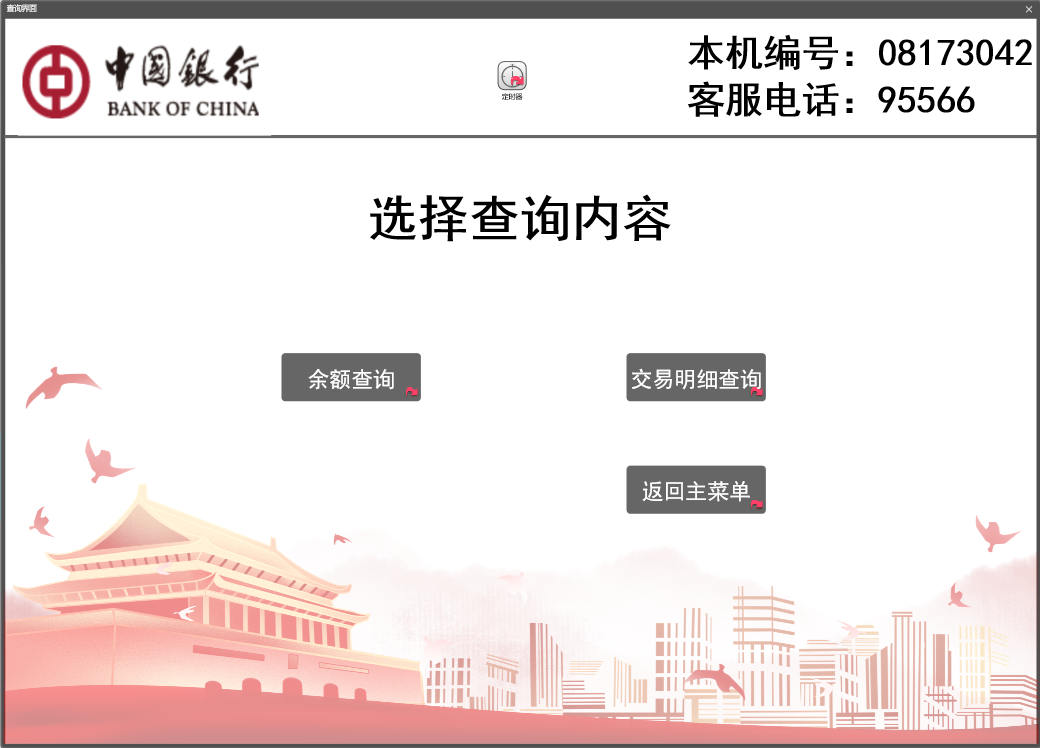 查询界面
中国银行
BANK OF CHINA
定时器
本机编号：08173042
客服电话：95566
选择查询内容
余额查询
交易明细查询
返回主菜单